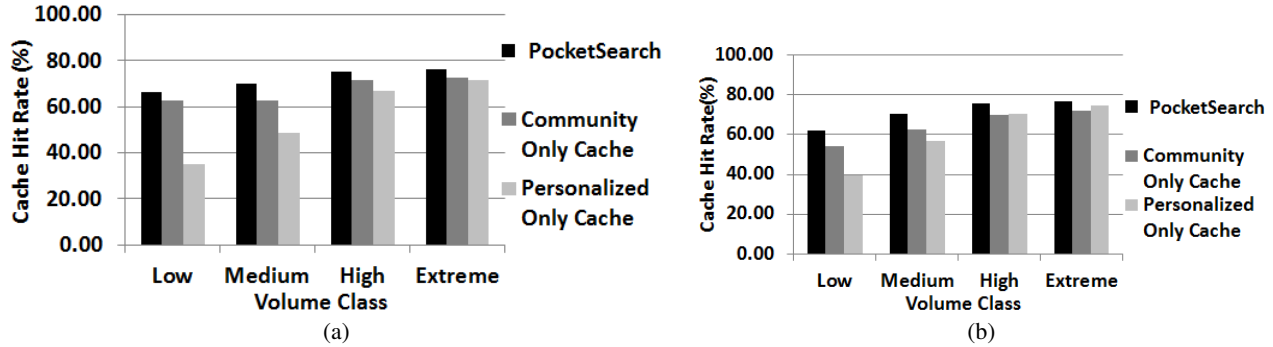 Cache Hit Rate (%)
100.00
80.00
60.00
40.00
20.00
0.00
Low Medium High Extreme
Volume Class
PocketSearch
Community
Only Cache
Personalized
Only Cache
(a)
Cache Hit Rate(%)
100.00
80.00
60.00
40.00
20.00
0.00
Low Medium High Extreme
Volume Class
PocketSearch
Community
Only Cache
Personalized
Only Cache
(b)